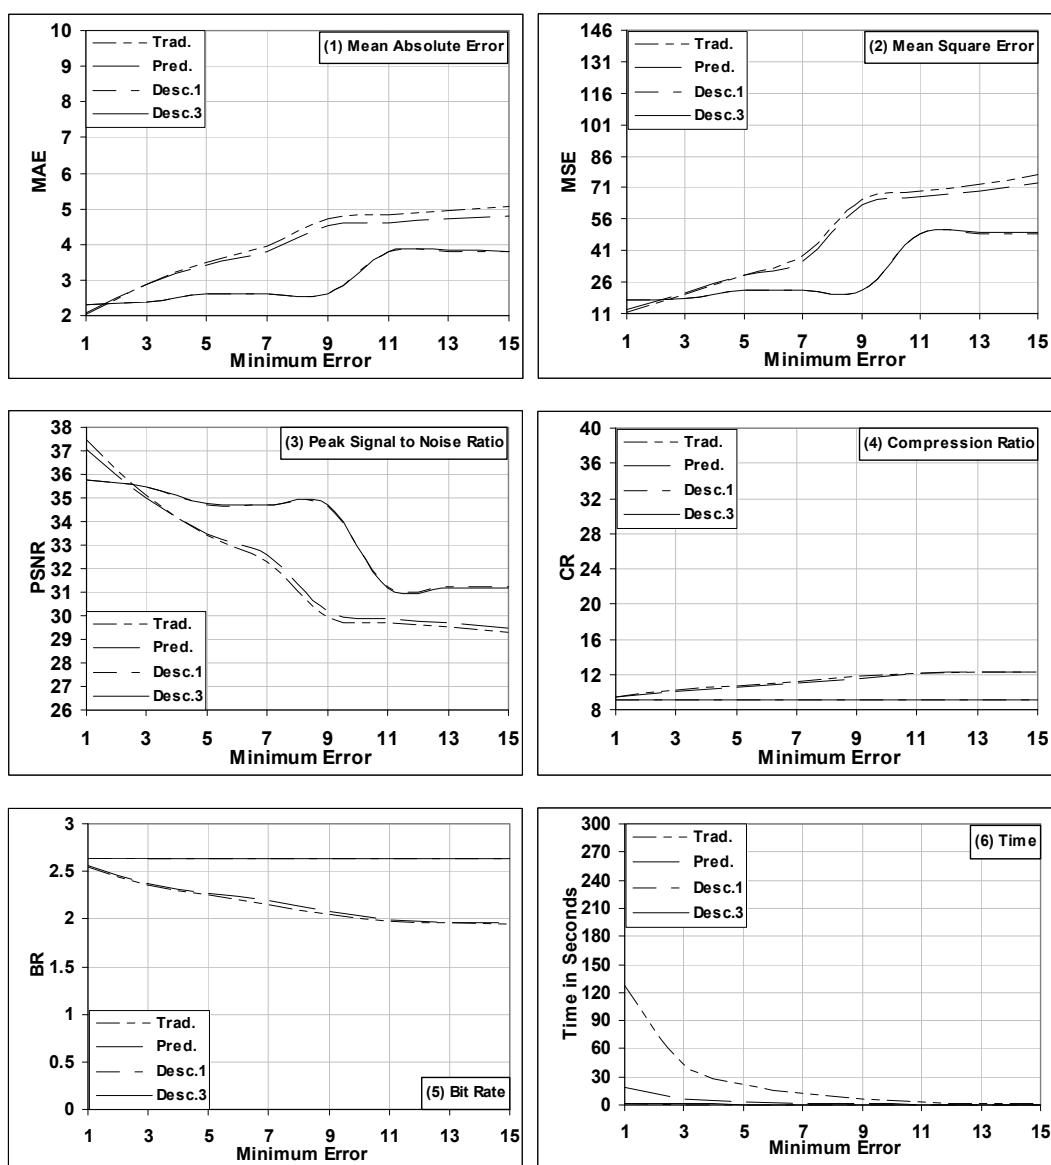 (1) Mean Absolute Error
Trad.
Pred.
Desc.1
Desc.3
MAE
10
9
8
7
6
5
4
3
2
1 3 5 7 9 11 13 15
Minimum Error
(2) Mean Square Error
Trad.
Pred.
Desc.1
Desc.3
MSE
146
131
116
101
86
71
56
41
26
11
1 3 5 7 9 11 13 15
Minimum Error
(3) Peak Signal to Noise Ratio
Trad.
Pred.
Desc.1
Desc.3
PSNR
38
37
36
35
34
33
32
31
30
29
28
27
26
1 3 5 7 9 11 13 15
Minimum Error
(4) Compression Ratio
Trad.
Pred.
Desc.1
Desc.3
CR
40
36
32
28
24
20
16
12
8
1 3 5 7 9 11 13 15
Minimum Error
3
2.5
2
1.5
1
0.5
0
BR
Trad.
Pred.
Desc.1
Desc.3
(5) Bit Rate
1 3 5 7 9 11 13 15
Minimum Error
(6) Time
Trad.
Pred.
Desc.1
Desc.3
Time in Seconds
300
270
240
210
180
150
120
90
60
30
0
1 3 5 7 9 11 13 15
Minimum Error